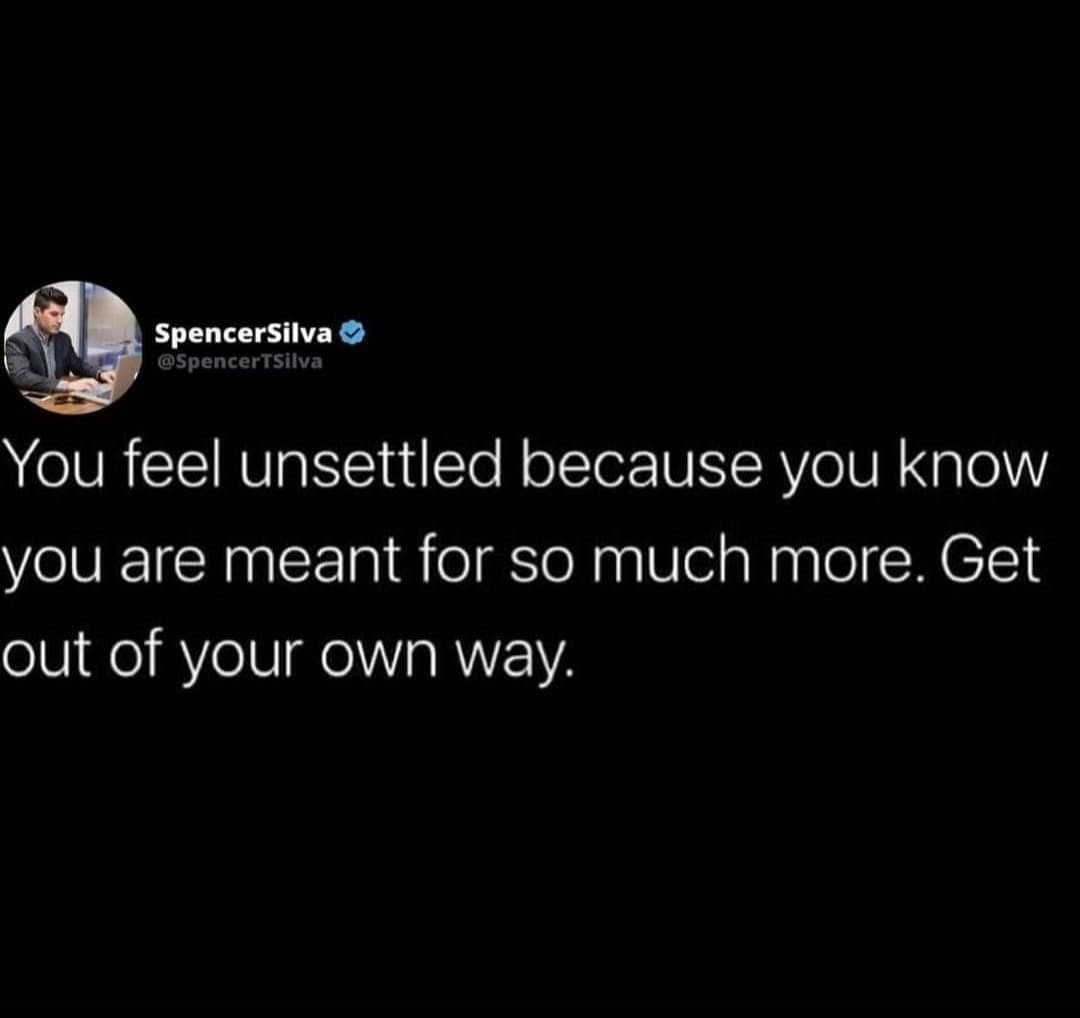 SpencerSilva
@SpencerTSilva
You feel unsettled because you know
you are meant for so much more. Get
out of your own way.